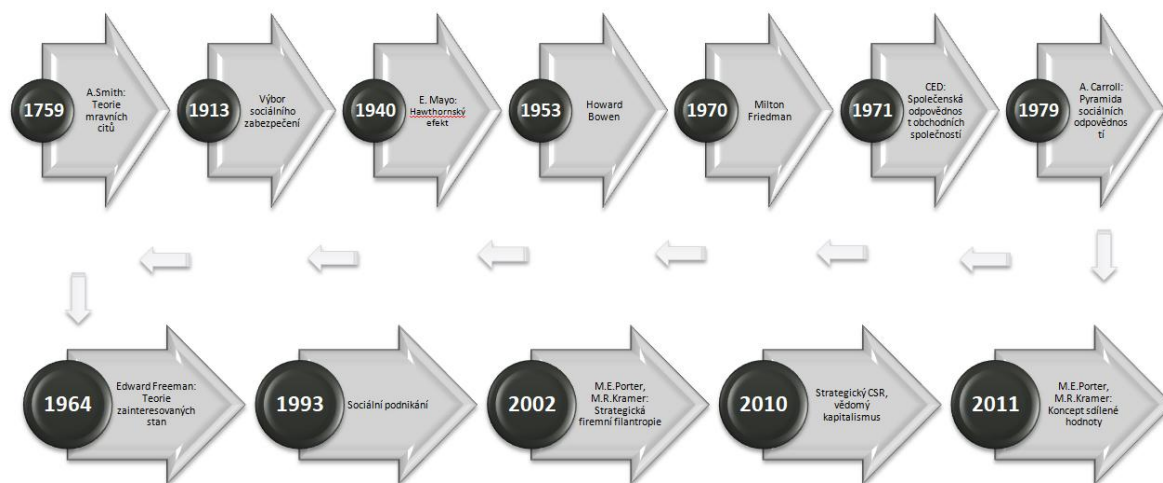 1759
A.Smith:
Teorie
mravních
citů
1913
Výbor
sociálního
zabezpečení
1940
E. Mayo:
Hawthornský
efekt
1953
Howard
Bowen
1970
Milton
Friedman
1971
CED:
Společenská
odpovědnos
t obchodních
společností
1979
A. Carroll:
Pyramida
sociálních
odpovědnos
tí
1964
Edward Freeman:
Teorie
zainteresovaných
stan
1993
Sociální podnikání
2002
M.E.Porter,
M.R.Kramer:
Strategická
firemní filantropie
2010
Strategický CSR,
vědomý
kapitalismus
2011
M.E.Porter,
M.R.Kramer:
Koncept sdílené
hodnoty